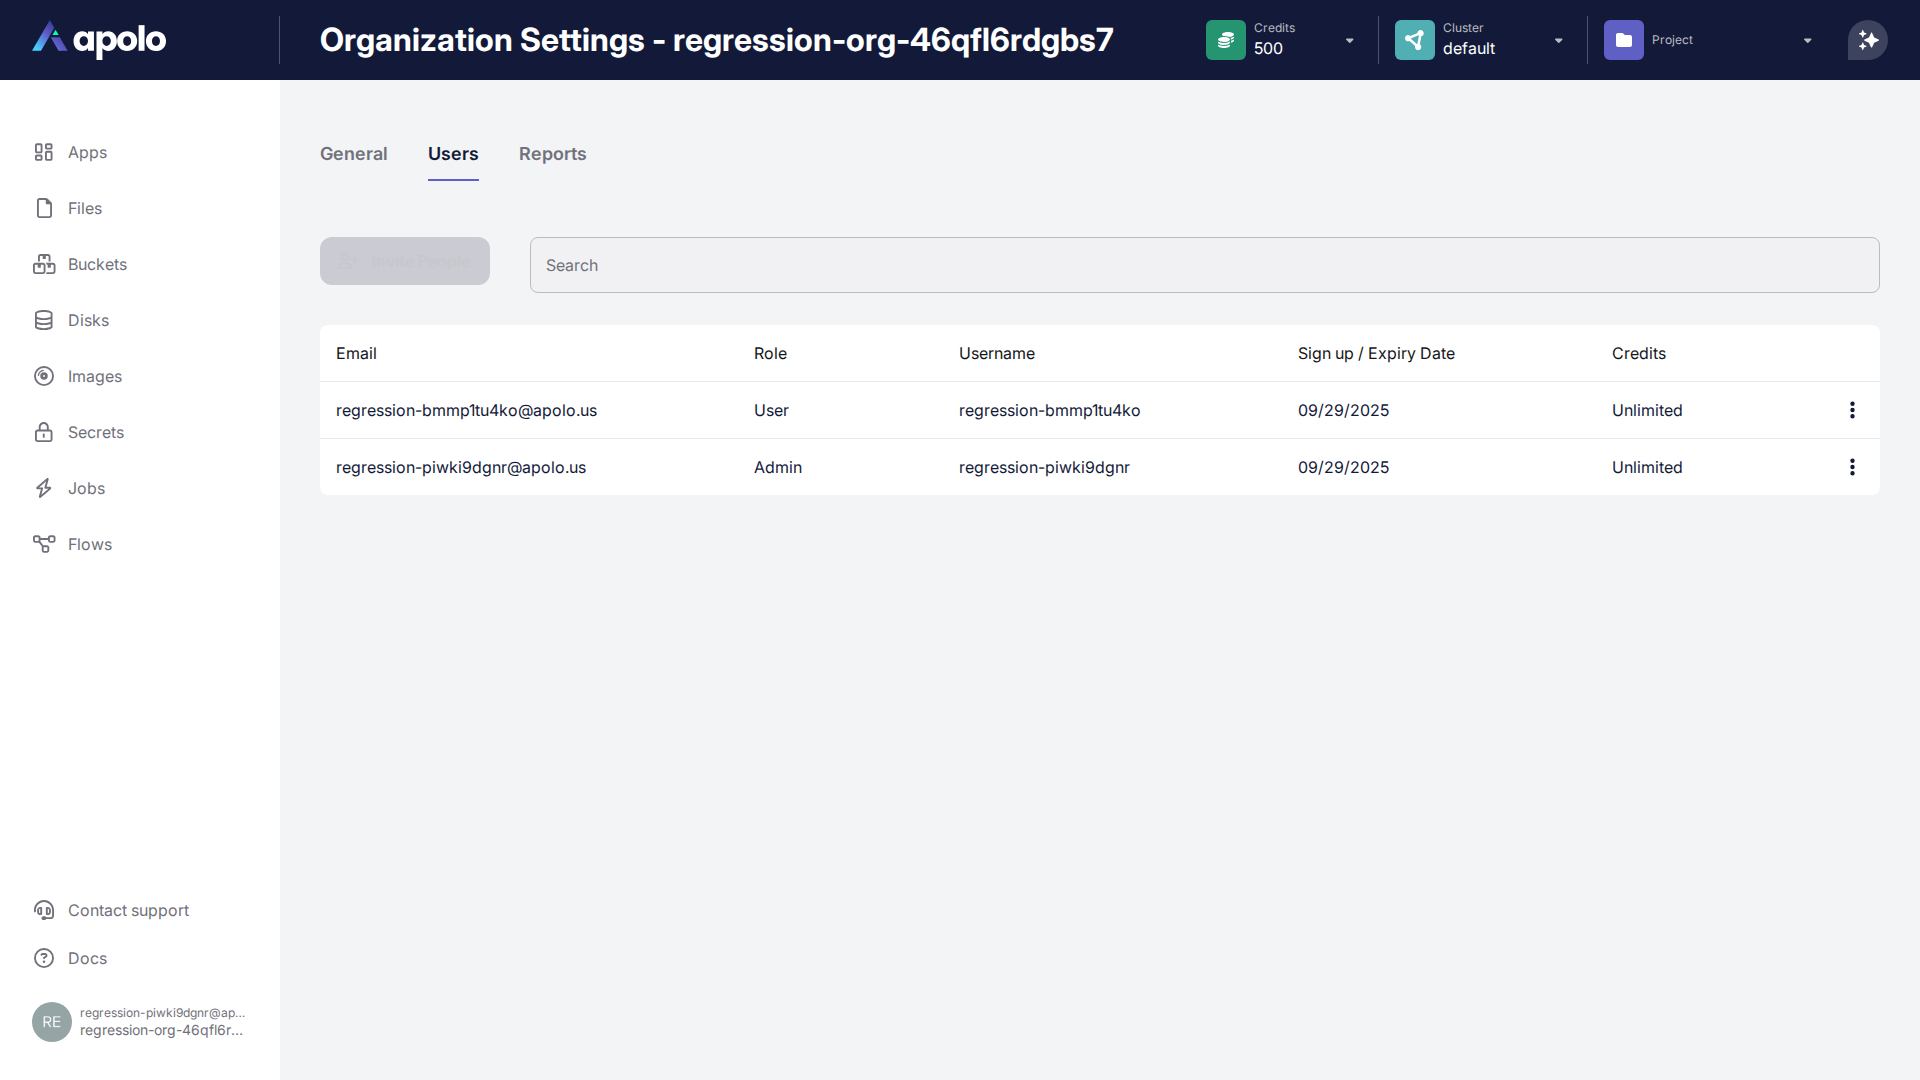 apolo
Organization Settings - regression-org-46qfl6rdgbs7
Credits
500
Cluster
default
Project
Apps
Files
Buckets
Disks
Images
Secrets
Jobs
Flows
General Users Reports
Invite People
Search
Email Role Username Sign up / Expiry Date Credits
regression-bmmp1tu4ko@apolo.us User regression-bmmp1tu4ko 09/29/2025 Unlimited
regression-piwki9dgnr@apolo.us Admin regression-piwki9dgnr 09/29/2025 Unlimited
Contact support
Docs
RE
regression-piwki9dgnr@ap...
regression-org-46qfl6r...